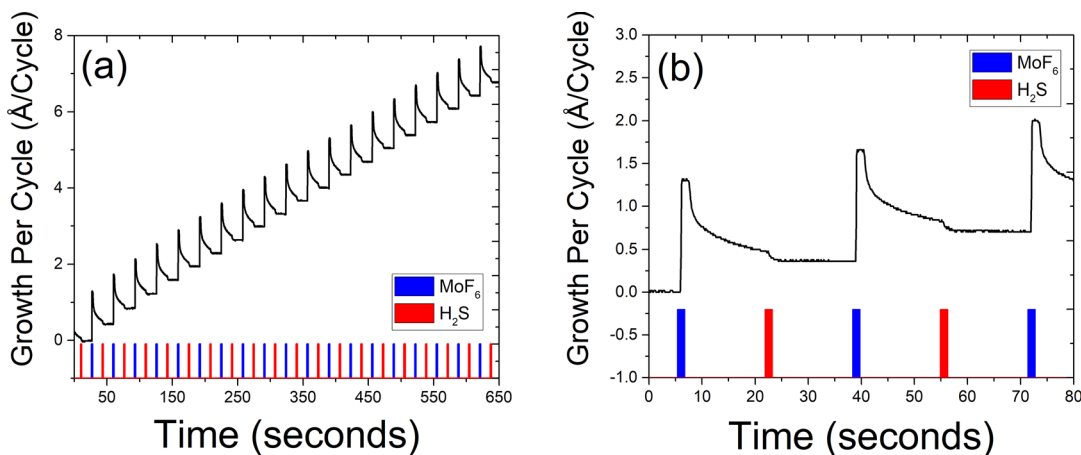 (a)
Growth Per Cycle (Å/Cycle)
8
6
4
2
0
MoF6
H2S
50 150 250 350 450 550 650
Time (seconds)
(b)
Growth Per Cycle (Å/Cycle)
3.0
2.5
2.0
1.5
1.0
0.5
0.0
-0.5
-1.0
MoF6
H2S
0 10 20 30 40 50 60 70 80
Time (seconds)